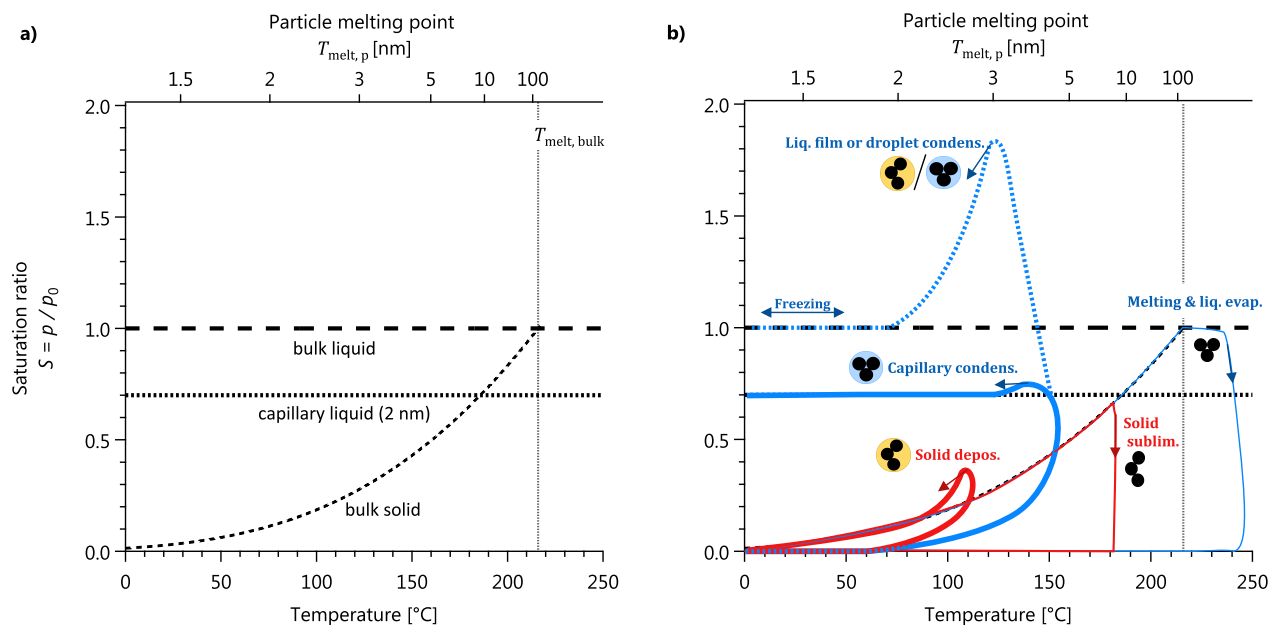 a)
Particle melting point
Tmelt, p [nm]
1.5 2 3 5 10 100
2.0
1.5
1.0
0.5
0.0
Saturation ratio
S = p / p0
Tmelt, bulk
bulk liquid
capillary liquid (2 nm)
bulk solid
0 50 100 150 200 250
Temperature [°C]
b)
Particle melting point
Tmelt, p [nm]
1.5 2 3 5 10 100
2.0
1.5
1.0
0.5
0.0
Liq. film or droplet condens.
Freezing
Melting & liq. evap.
Capillary condens.
Solid depos.
Solid
sublim.
0 50 100 150 200 250
Temperature [°C]